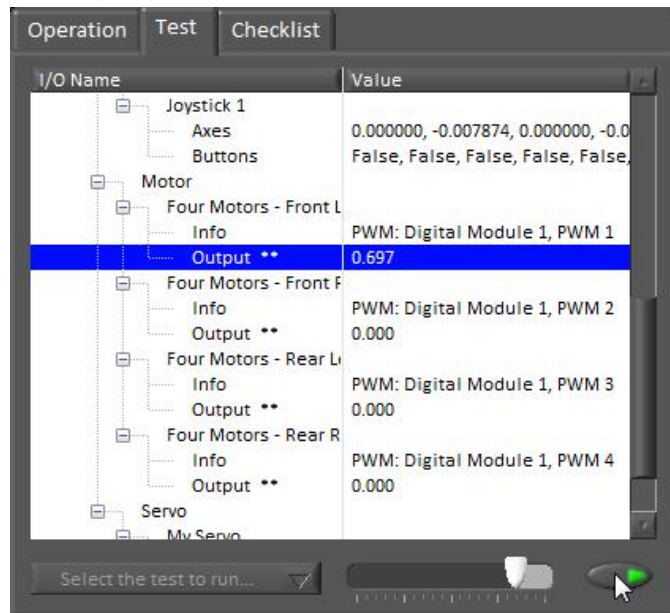 Operation Test Checklist
I/O Name Value
Joystick 1
Axes 0.000000, -0.007874, 0.000000, -0.0
Buttons False, False, False, False, False,
Motor
Four Motors - Front L
Info PWM: Digital Module 1, PWM 1
Output ** 0.697
Four Motors - Front R
Info PWM: Digital Module 1, PWM 2
Output ** 0.000
Four Motors - Rear Le
Info PWM: Digital Module 1, PWM 3
Output ** 0.000
Four Motors - Rear R
Info PWM: Digital Module 1, PWM 4
Output ** 0.000
Servo
My Servo
Select the test to run...